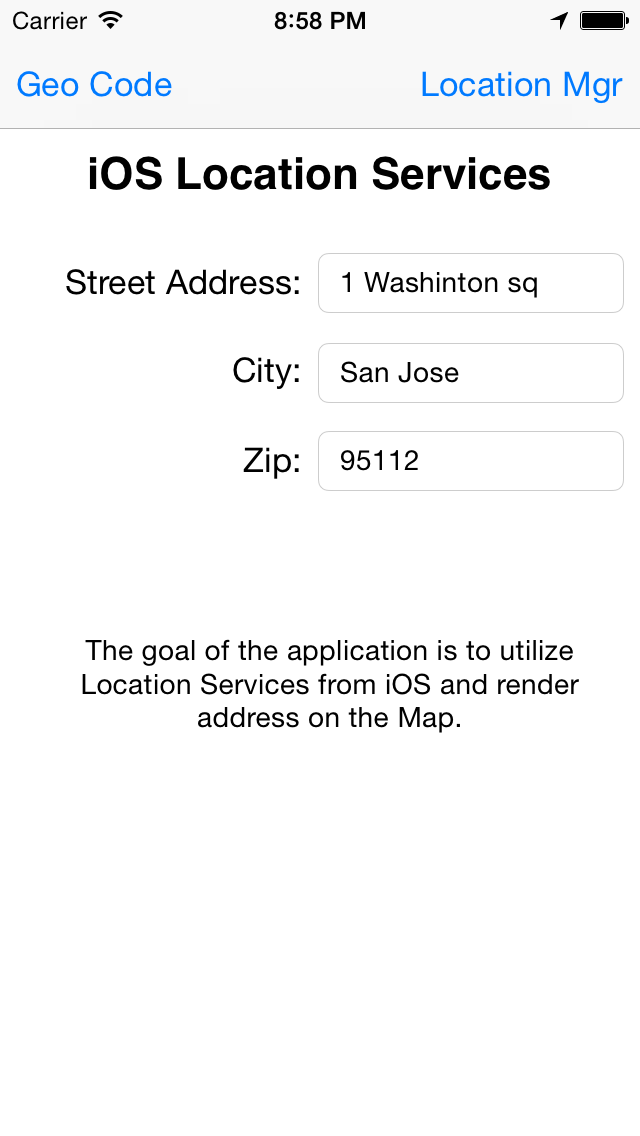 Carrier 8:58 PM
Geo Code Location Mgr
iOS Location Services
Street Address: 1 Washinton sq
City: San Jose
Zip: 95112
The goal of the application is to utilize
Location Services from iOS and render
address on the Map.